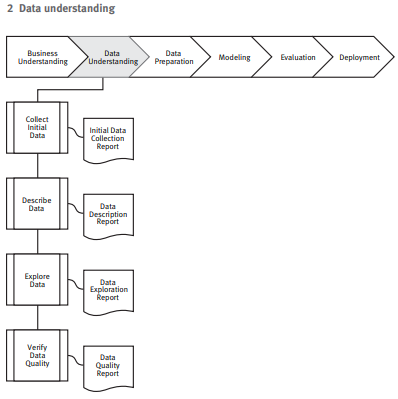 2 Data understanding
Business
Understanding
Data
Understanding
Data
Preparation
Modeling
Evaluation
Deployment
Collect
Initial
Data
Initial Data
Collection
Report
Describe
Data
Data
Description
Report
Explore
Data
Data
Exploration
Report
Verify
Data
Quality
Data
Quality
Report